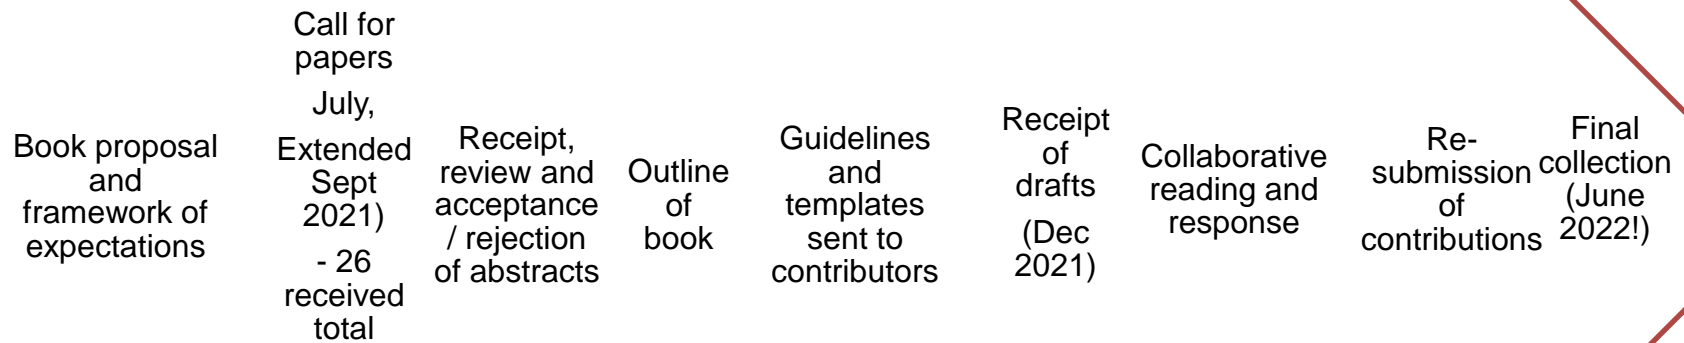 Book proposal
and
framework of
expectations
Call for
papers
July,
Extended
Sept
2021)
- 26
received
total
Receipt,
review and
acceptance
/ rejection
of abstracts
Outline
of
book
Guidelines
and
templates
sent to
contributors
Receipt
of
drafts
(Dec
2021)
Collaborative
reading and
response
Re-
submission
of
contributions
Final
collection
(June
2022!)